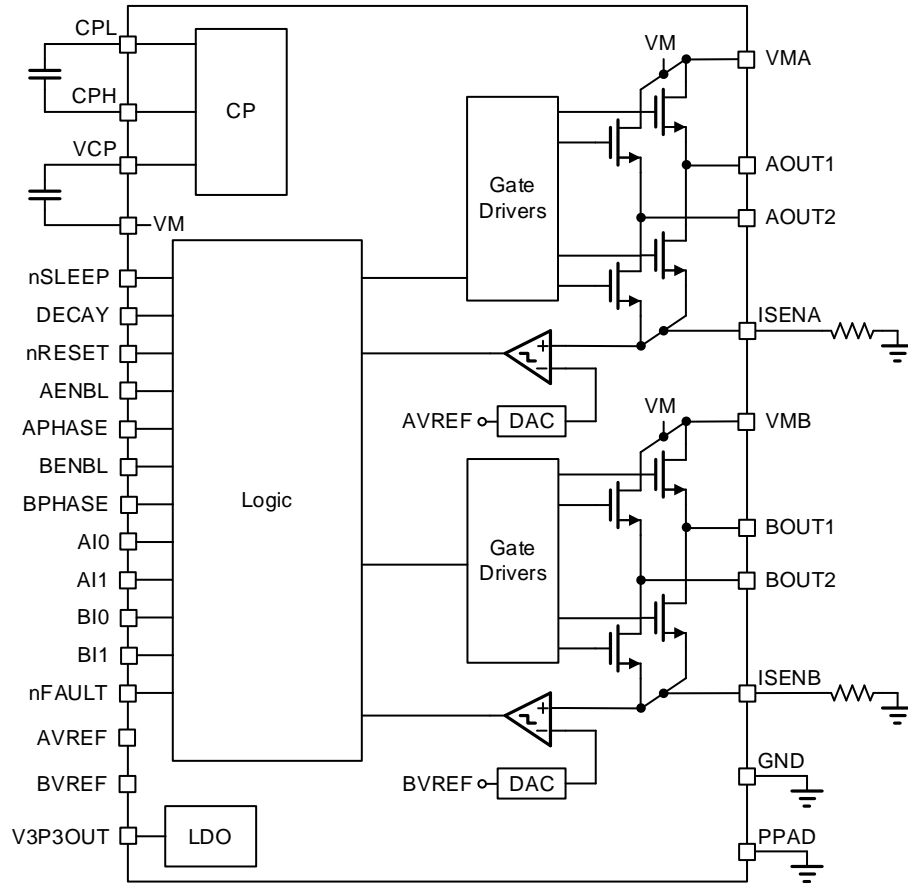 CPL
CPH
VCP
VM
CP
nSLEEP
DECAY
nRESET
AENBL
APHASE
BENBL
BPHASE
AI0
AI1
BI0
BI1
nFAULT
AVREF
BVREF
V3P3OUT
Logic
LDO
VM
VMA
Gate
Drivers
AOUT1
AOUT2
ISENA
+
−
AVREF
DAC
VM
VMB
Gate
Drivers
BOUT1
BOUT2
ISENB
+
−
BVREF
DAC
GND
PPAD